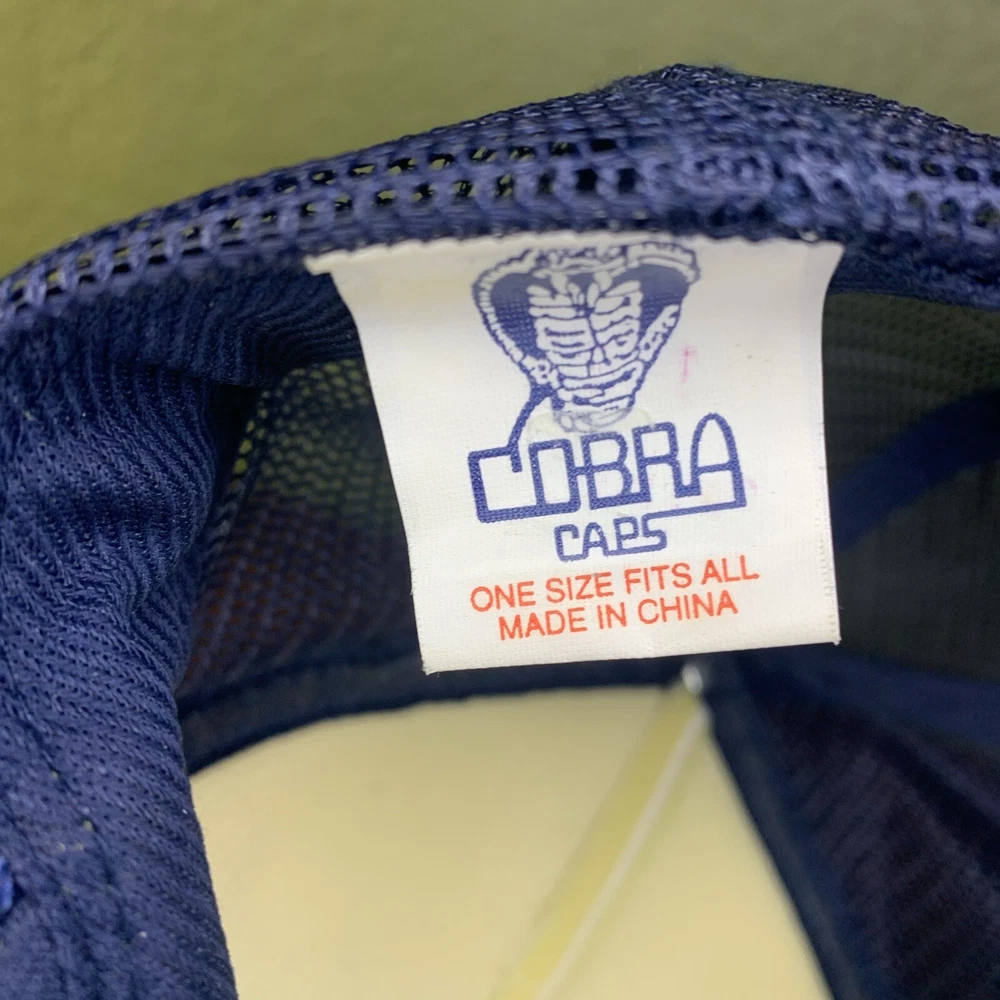 COBRA
CAPS
ONE SIZE FITS ALL
MADE IN CHINA